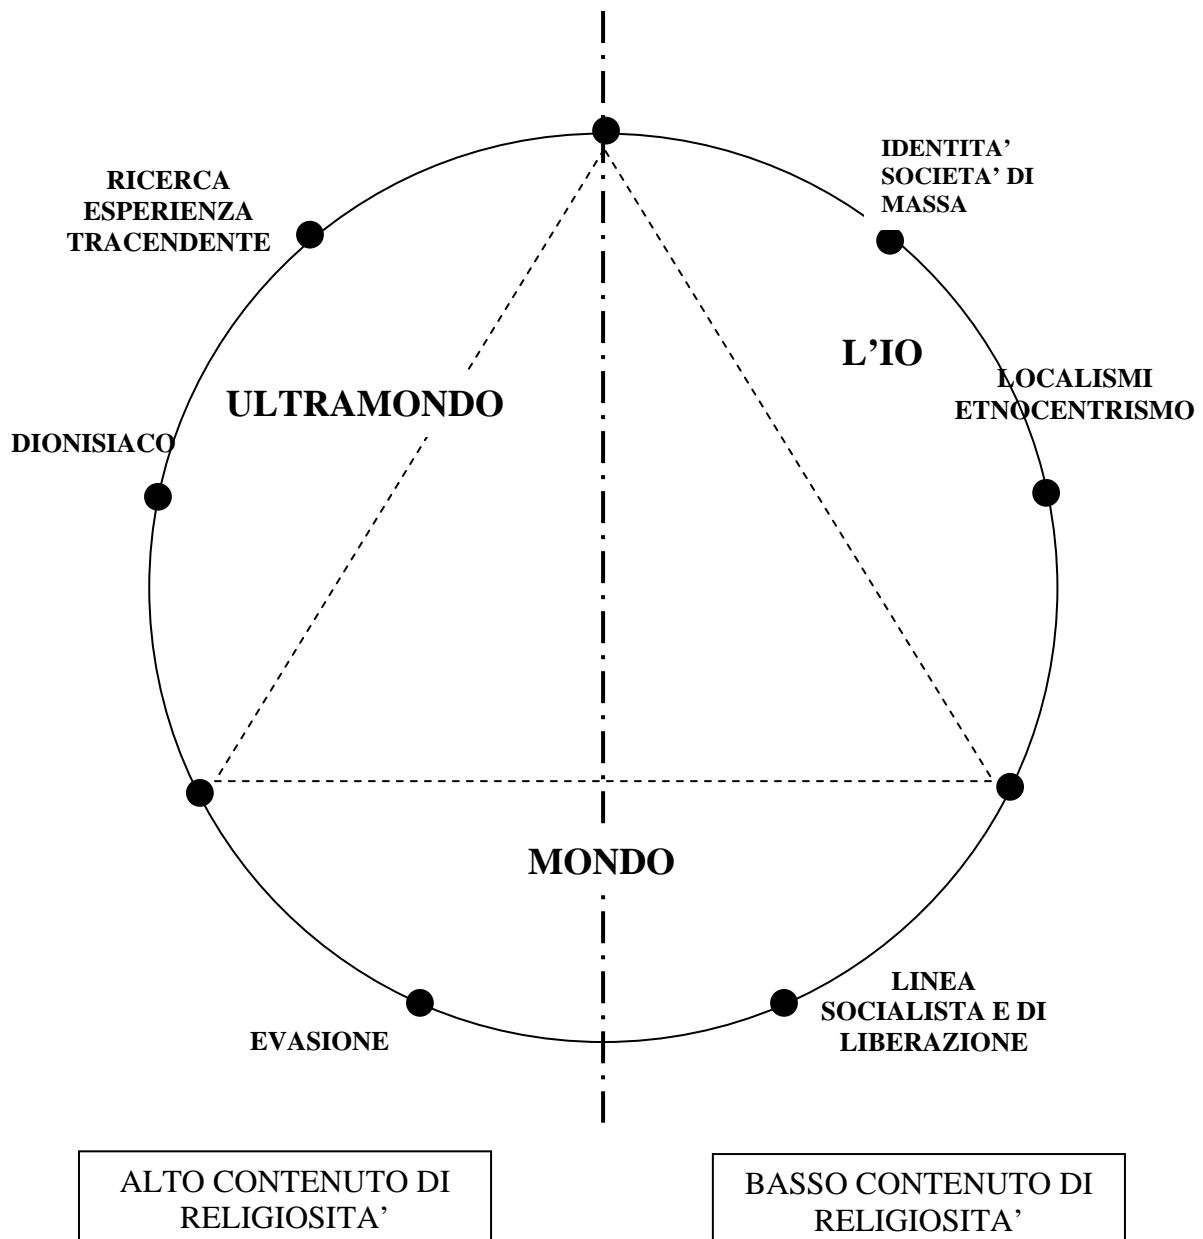 IDENTITA’
SOCIETA’ DI
MASSA
RICERCA
ESPERIENZA
TRACENDENTE
L’IO
LOCALISMI
ETNOCENTRISMO
ULTRAMONDO
DIONISIACO
MONDO
LINEA
SOCIALISTA E DI
LIBERAZIONE
EVASIONE
ALTO CONTENUTO DI
RELIGIOSITA’
BASSO CONTENUTO DI
RELIGIOSITA’